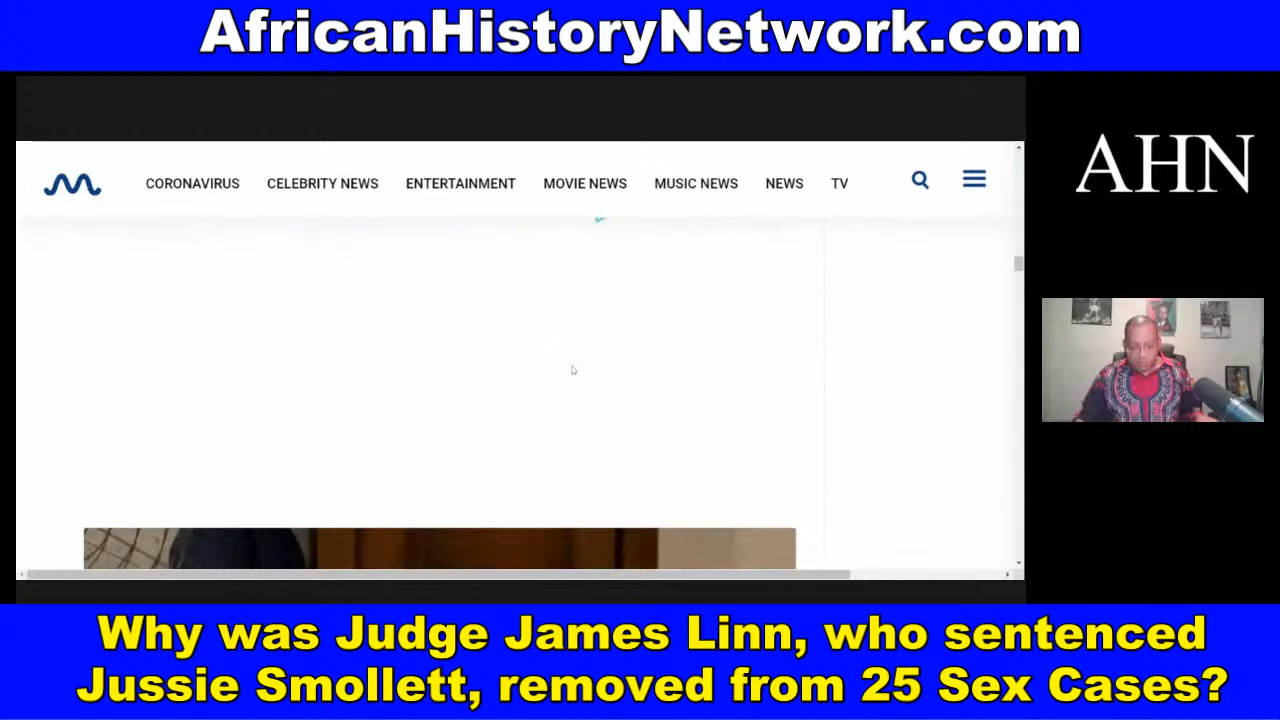 AfricanHistoryNetwork.com
AHN
CORONAVIRUS CELEBRITY NEWS ENTERTAINMENT MOVIE NEWS MUSIC NEWS NEWS TV
Why was Judge James Linn, who sentenced
Jussie Smollett, removed from 25 Sex Cases?